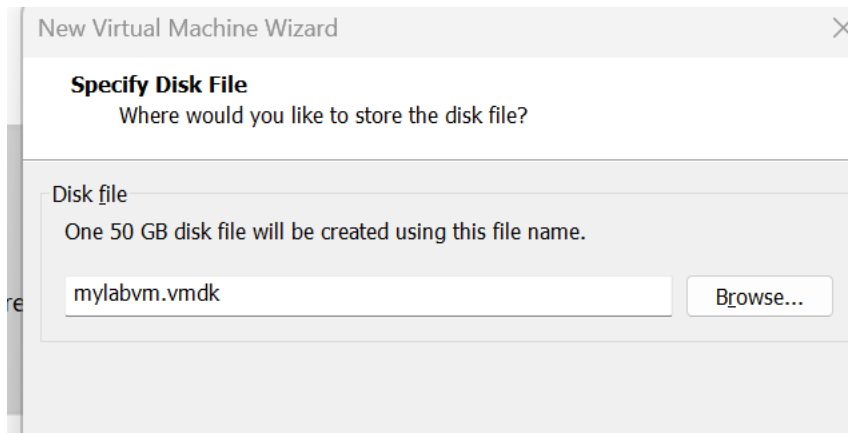 New Virtual Machine Wizard
Specify Disk File
Where would you like to store the disk file?
Disk file
One 50 GB disk file will be created using this file name.
mylabvm.vmdk
Browse...
re